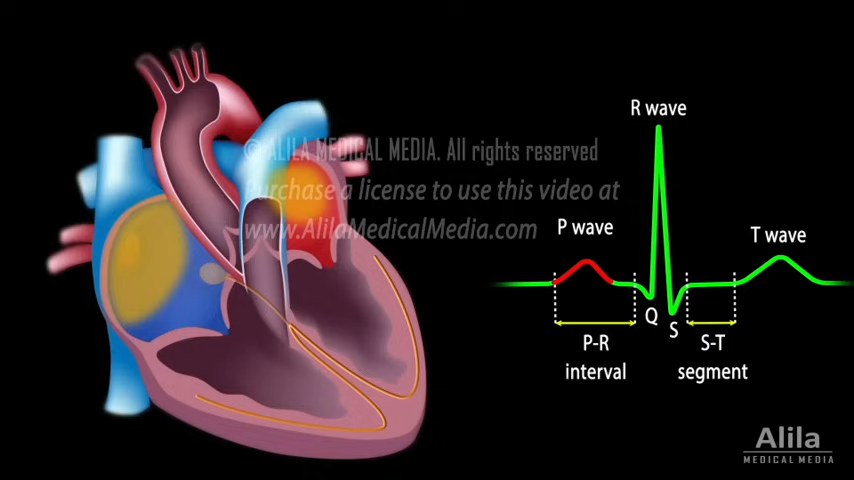 © ALILA MEDICAL MEDIA. All rights reserved
Purchase a license to use this video at
www.AlilaMedicalMedia.com
R wave
P wave
T wave
Q
S
P-R
interval
S-T
segment
Alila
MEDICAL MEDIA